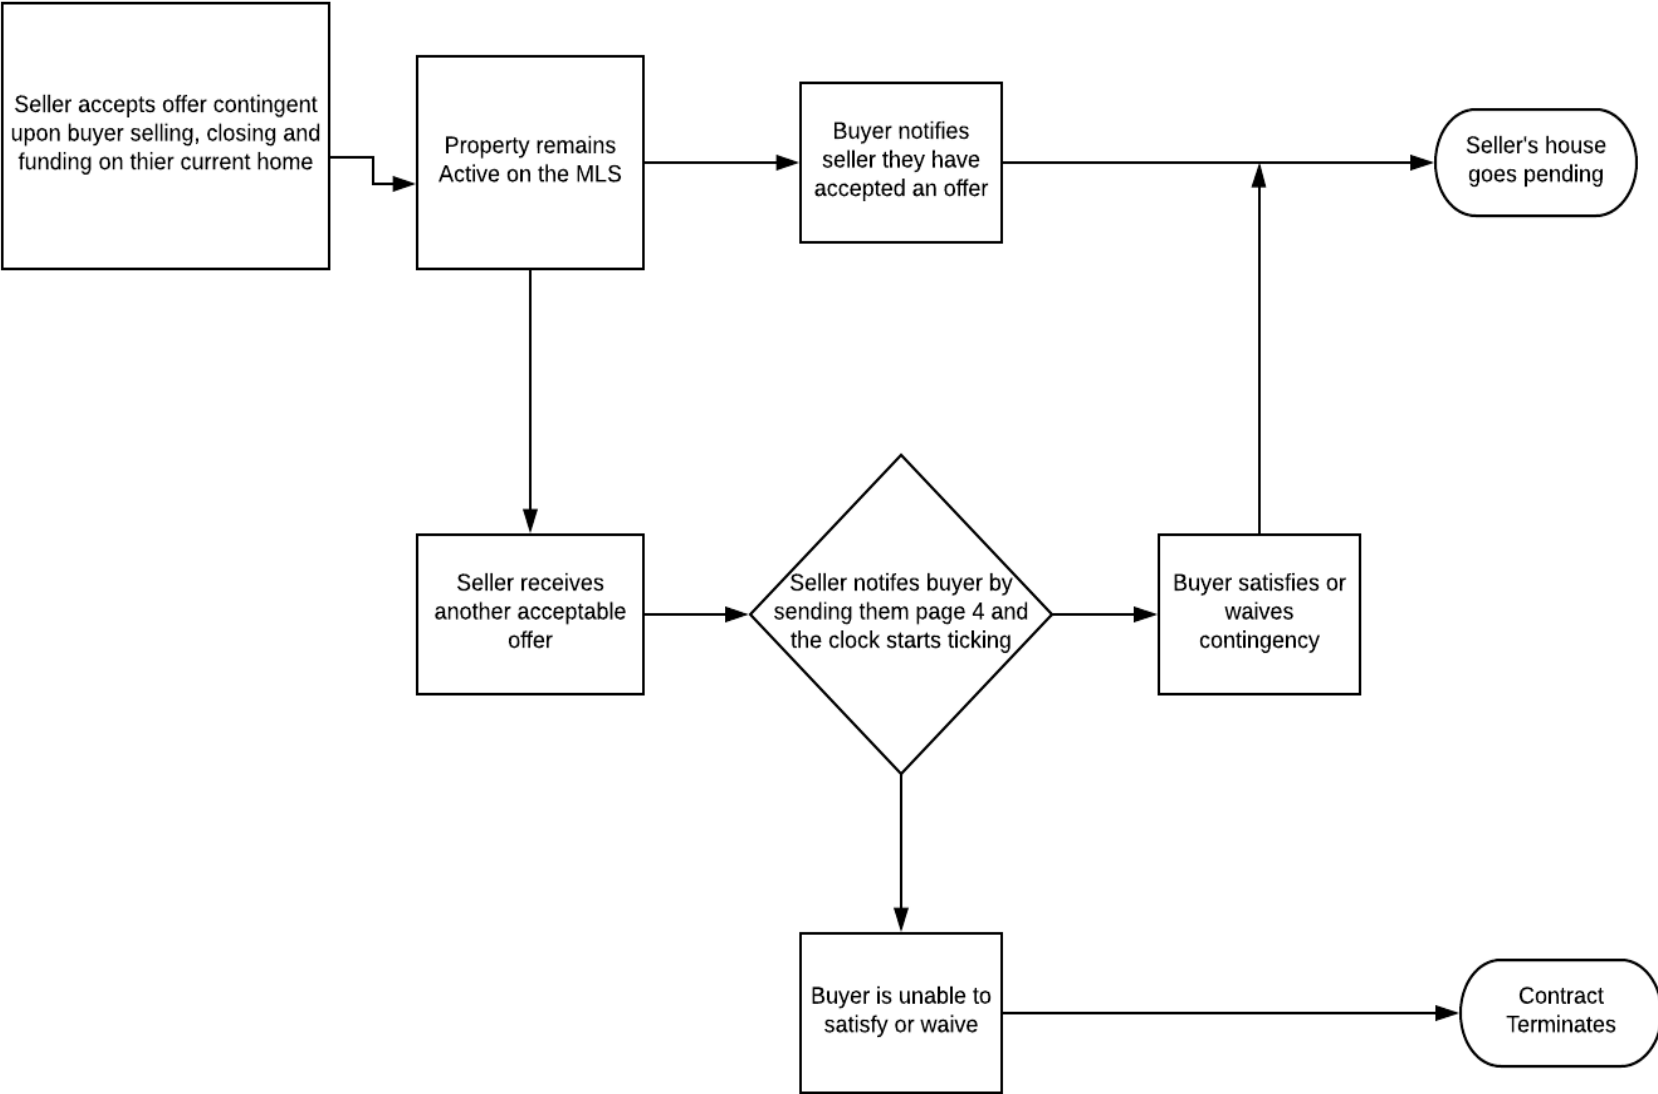 Seller accepts offer contingent
upon buyer selling, closing and
funding on thier current home
Property remains
Active on the MLS
Buyer notifies
seller they have
accepted an offer
Seller's house
goes pending
Seller receives
another acceptable
offer
Seller notifes buyer by
sending them page 4 and
the clock starts ticking
Buyer satisfies or
waives
contingency
Buyer is unable to
satisfy or waive
Contract
Terminates